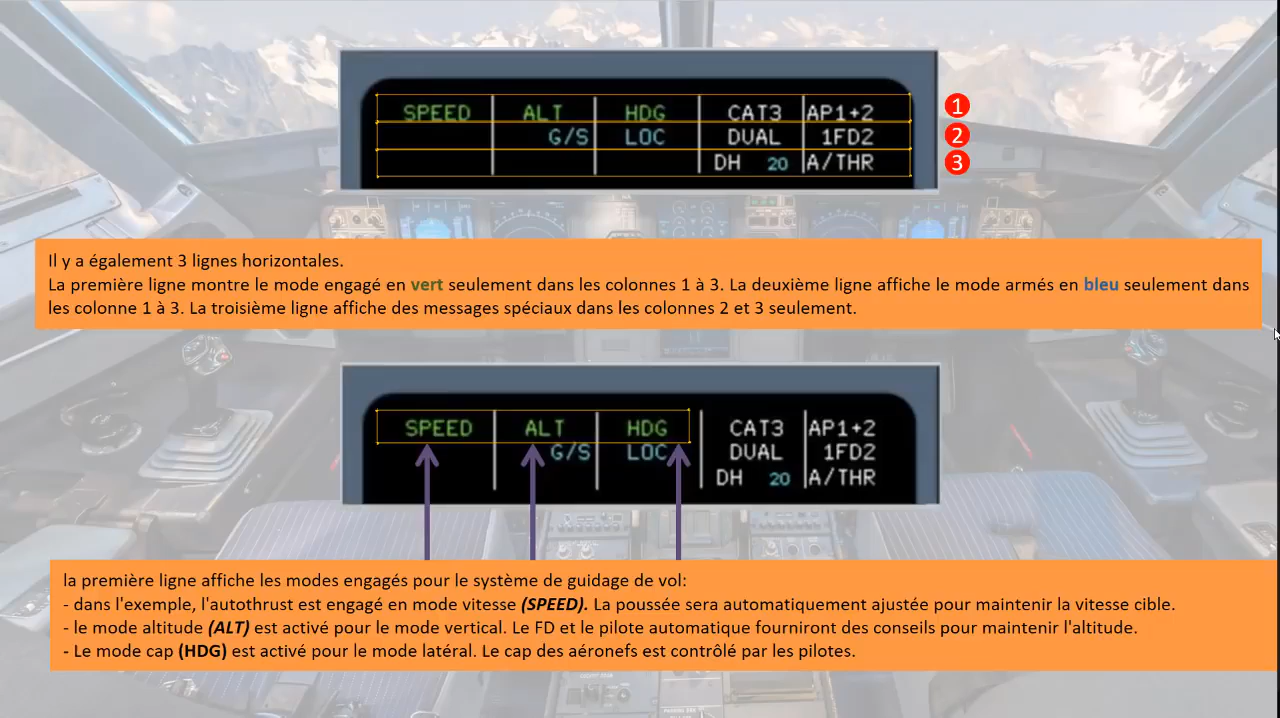 SPEED ALT HDG CAT3 AP1+2 1
G/S LOC DUAL 1FD2 2
DH 20 A/THR 3
Il y a également 3 lignes horizontales.
La première ligne montre le mode engagé en vert seulement dans les colonnes 1 à 3. La deuxième ligne affiche le mode armés en bleu seulement dans
les colonne 1 à 3. La troisième ligne affiche des messages spéciaux dans les colonnes 2 et 3 seulement.
SPEED ALT HDG CAT3 AP1+2
G/S LOC DUAL 1FD2
DH 20 A/THR
la première ligne affiche les modes engagés pour le système de guidage de vol:
- dans l'exemple, l'autothrust est engagé en mode vitesse (SPEED). La poussée sera automatiquement ajustée pour maintenir la vitesse cible.
- le mode altitude (ALT) est activé pour le mode vertical. Le FD et le pilote automatique fourniront des conseils pour maintenir l'altitude.
- Le mode cap (HDG) est activé pour le mode latéral. Le cap des aéronefs est contrôlé par les pilotes.